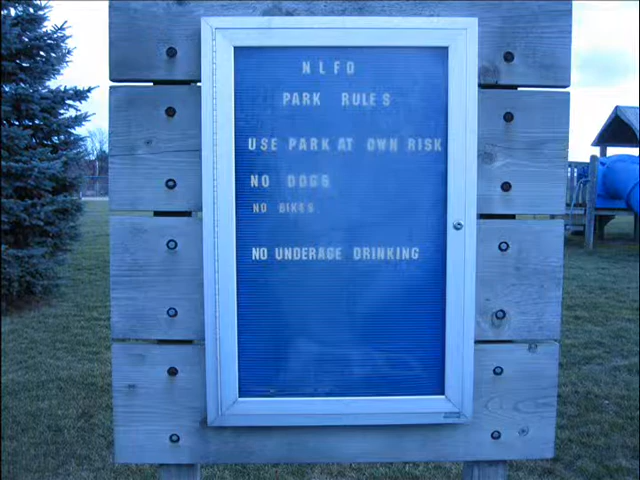 NLFD
PARK RULES
USE PARK AT OWN RISK
NO DOGS
NO BIKES
NO UNDERAGE DRINKING